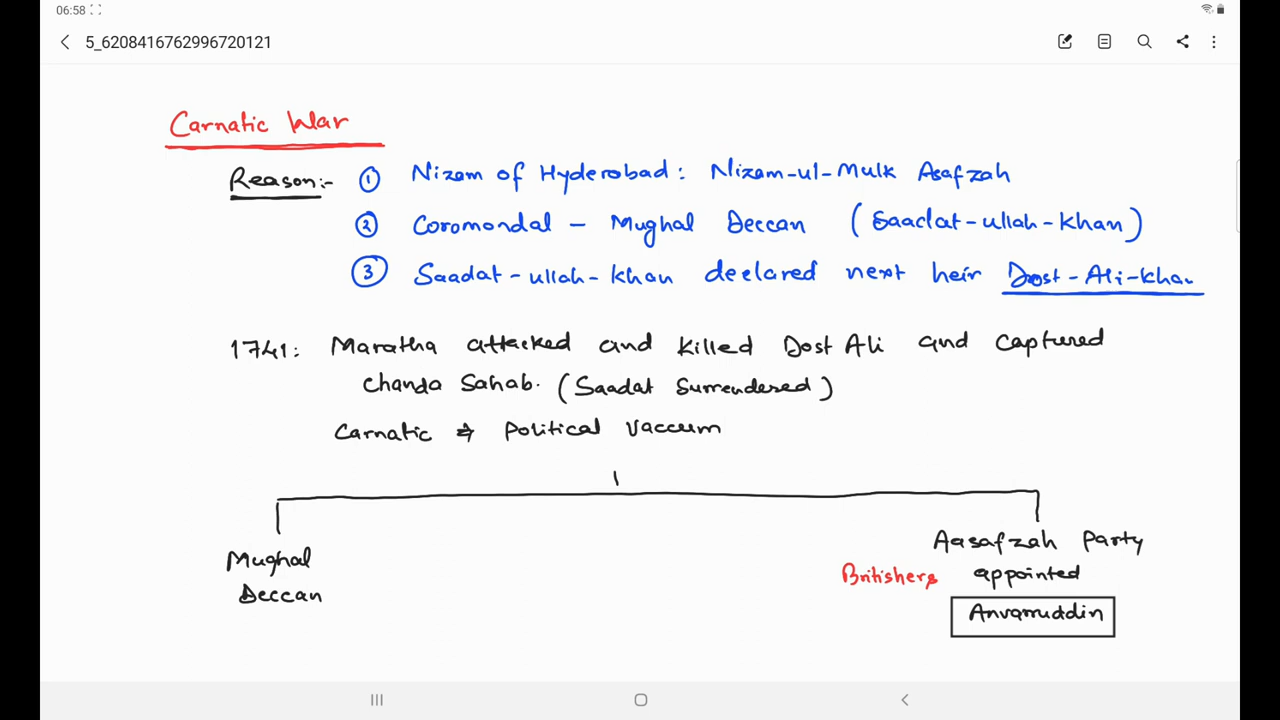 06:58
5_6208416762996720121
Carnatic War
Reason:- ① Nizam of Hyderobad: Nizam-ul-Mulk Asafzah
② Coromondal - Mughal Deccan (Saadat-ullah-khan)
③ Saadat-ullah-khan declared next heir Dost-Ali-khan
1741: Maratha attacked and killed Dost Ali and captured
Chanda Sahab. (Saadat Surrendered)
Carnatic → Political Vaccum
Mughal
Deccan
Aasafzah Party
Britishers appointed
Anvarruddin